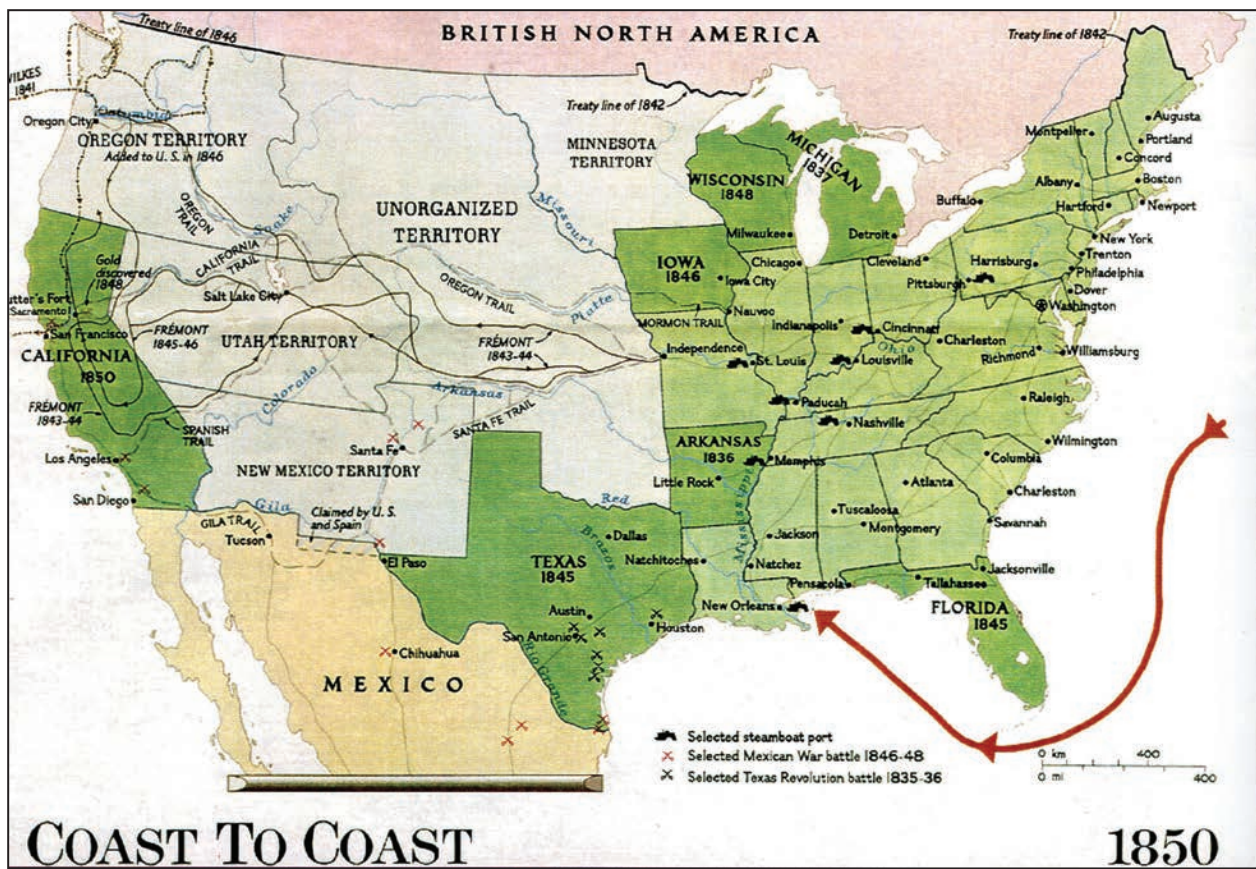 Treaty line of 1846
BRITISH NORTH AMERICA
Treaty line of 1842
WILKES
1841
Columbia
Oregon City
OREGON TERRITORY
Added to U. S. in 1846
Treaty line of 1842
MINNESOTA
TERRITORY
WISCONSIN
1848
MICHIGAN
1837
Montpelier
Augusta
Portland
Concord
Boston
Albany
Buffalo
Hartford
Newport
OREGON
TRAIL
Snake
UNORGANIZED
TERRITORY
Missouri
Milwaukee
Detroit
New York
Trenton
Philadelphia
Dover
Washington
Harrisburg
Pittsburgh
Cleveland
Chicago
IOWA
1846
Iowa City
Gold
discovered
1848
CALIFORNIA
TRAIL
Salt Lake City
OREGON TRAIL
Platte
MORMON TRAIL
Nauvoo
Indianapolis
Cincinnati
Ohio
Charleston
Richmond
Williamsburg
utter's Fort
Sacramento
San Francisco
CALIFORNIA
1850
FRÉMONT
1845-46
UTAH TERRITORY
FRÉMONT
1843-44
Independence
St. Louis
Louisville
FRÉMONT
1843-44
SPANISH
TRAIL
Colorado
Arkansas
SANTA FE TRAIL
Paducah
Nashville
Raleigh
Wilmington
Los Angeles
Santa Fe
NEW MEXICO TERRITORY
ARKANSAS
1836
Memphis
Little Rock
Columbia
Charleston
Atlanta
San Diego
Gila
GILA TRAIL
Tucson
Claimed by U. S.
and Spain
Red
Mississippi
Tuscaloosa
Montgomery
Savannah
El Paso
TEXAS
1845
Brazos
Dallas
Natchitoches
Jackson
Natchez
Pensacola
Tallahassee
Jacksonville
FLORIDA
1845
Austin
San Antonio
Houston
New Orleans
Chihuahua
MEXICO
Rio Grande
Selected steamboat port
Selected Mexican War battle 1846-48
Selected Texas Revolution battle 1835-36
0 km 400
0 mi 400
COAST TO COAST
1850